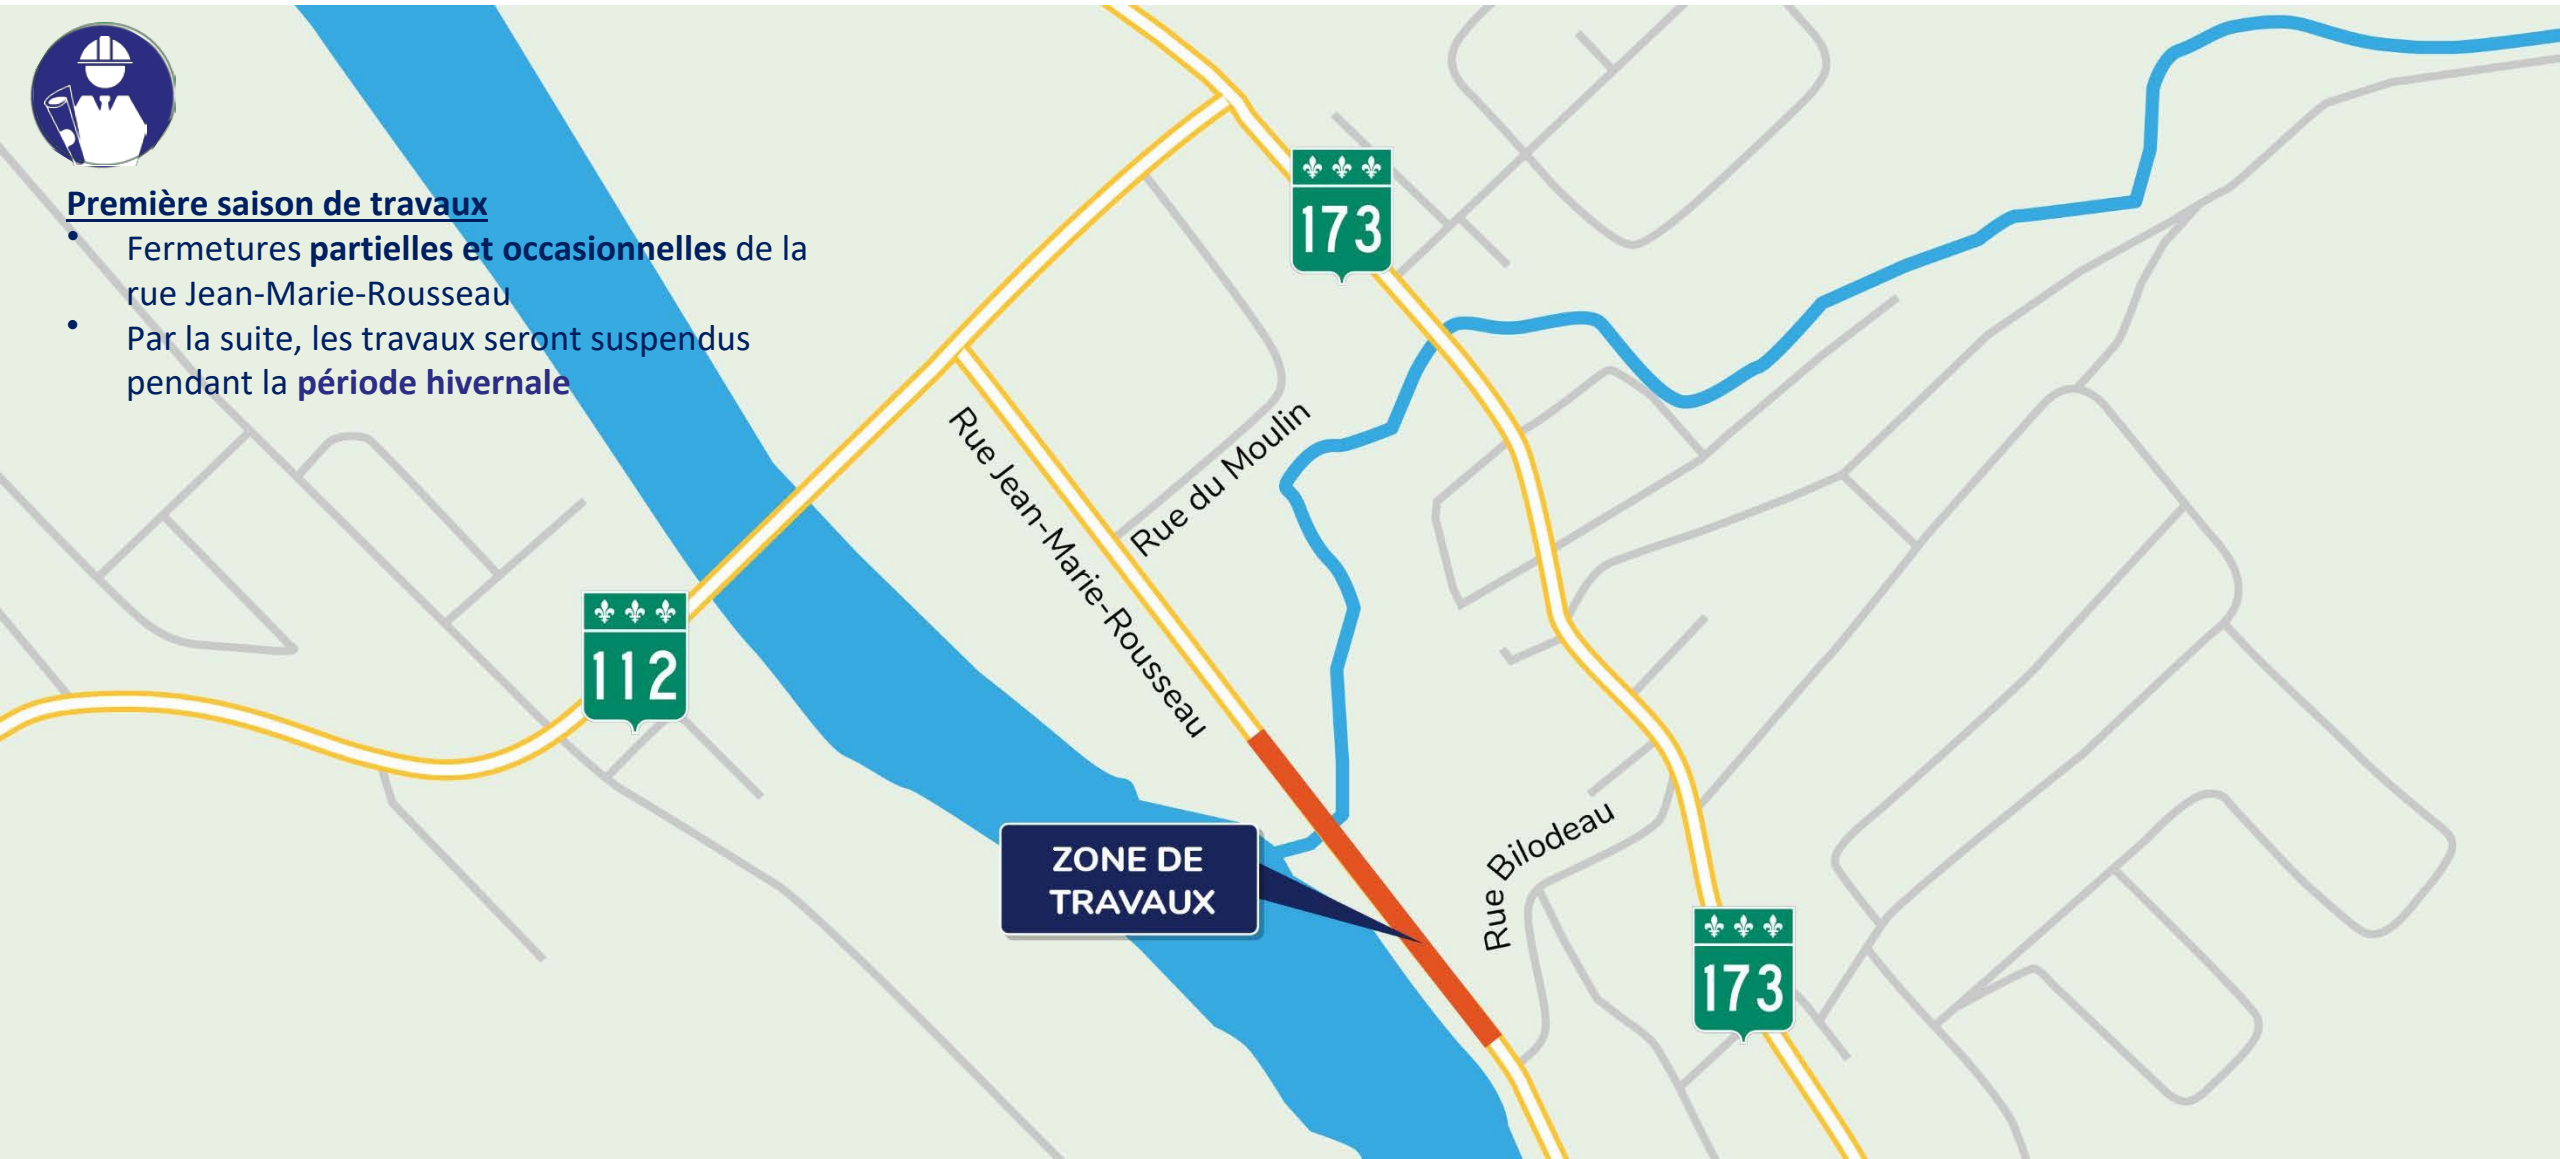 Première saison de travaux
• Fermetures partielles et occasionnelles de la
rue Jean-Marie-Rousseau
• Par la suite, les travaux seront suspendus
pendant la période hivernale
173
Rue du Moulin
Rue Jean-Marie-Rousseau
112
ZONE DE
TRAVAUX
Rue Bilodeau
173